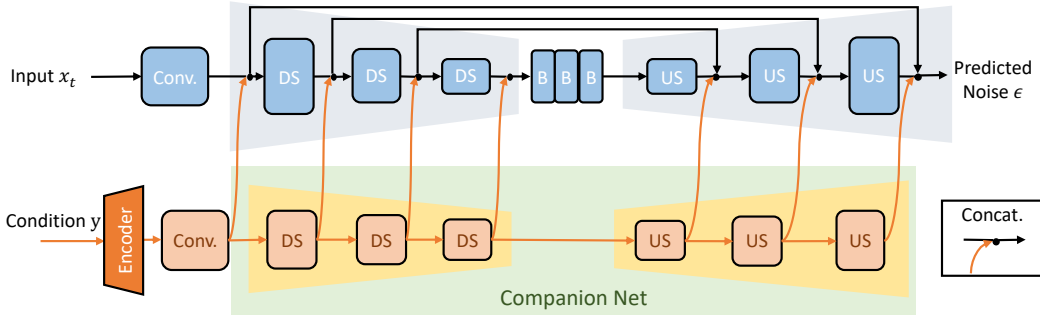 Input x_t
Conv.
DS
DS
DS
B B B
US
US
US
Predicted
Noise ϵ
Condition y
Encoder
Conv.
DS
DS
DS
US
US
US
Companion Net
Concat.